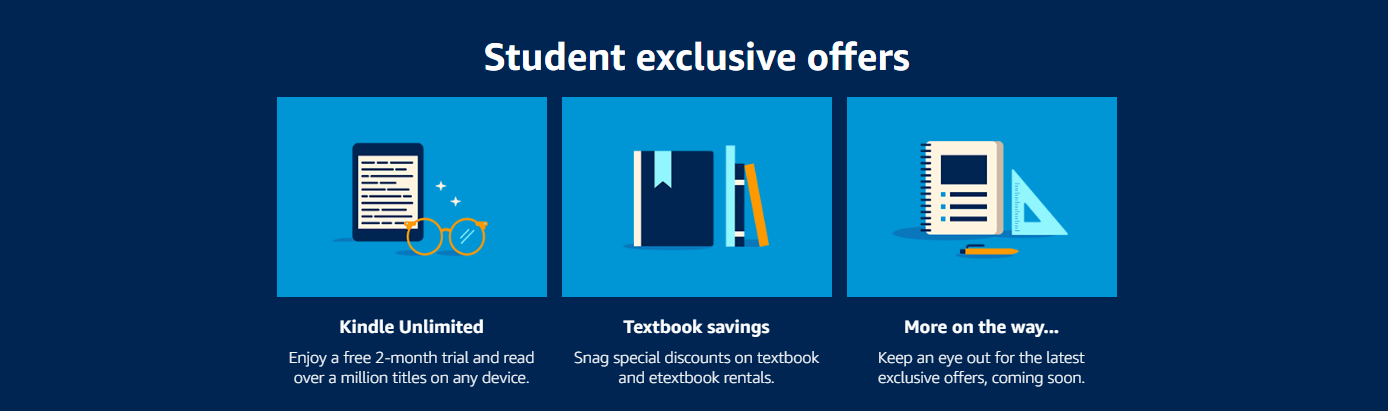 Student exclusive offers
Kindle Unlimited
Enjoy a free 2-month trial and read
over a million titles on any device.
Textbook savings
Snag special discounts on textbook
and etextbook rentals.
More on the way...
Keep an eye out for the latest
exclusive offers, coming soon.